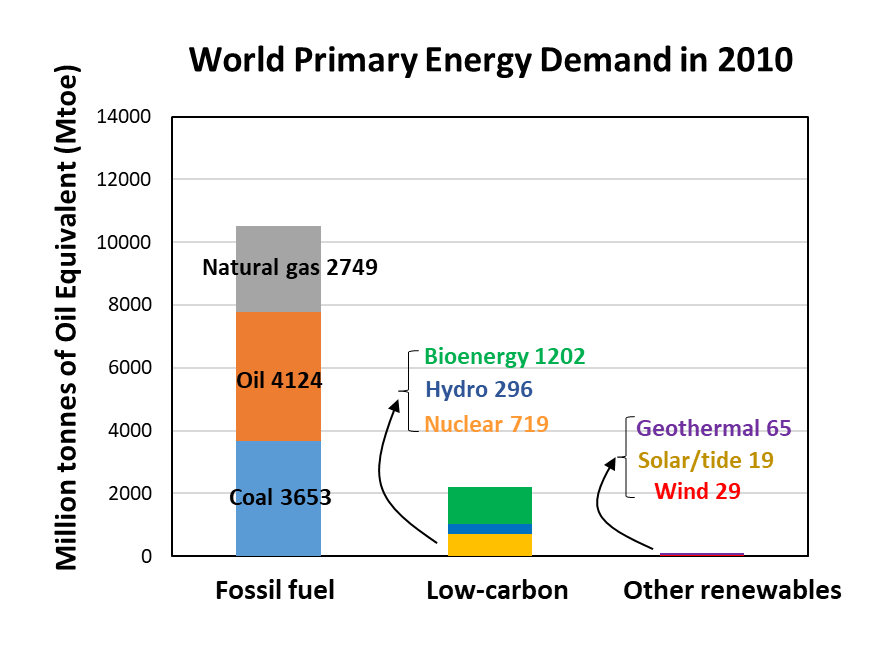 World Primary Energy Demand in 2010
Million tonnes of Oil Equivalent (Mtoe)
14000
12000
10000
8000
6000
4000
2000
0
Natural gas 2749
Oil 4124
Coal 3653
Bioenergy 1202
Hydro 296
Nuclear 719
Geothermal 65
Solar/tide 19
Wind 29
Fossil fuel
Low-carbon
Other renewables